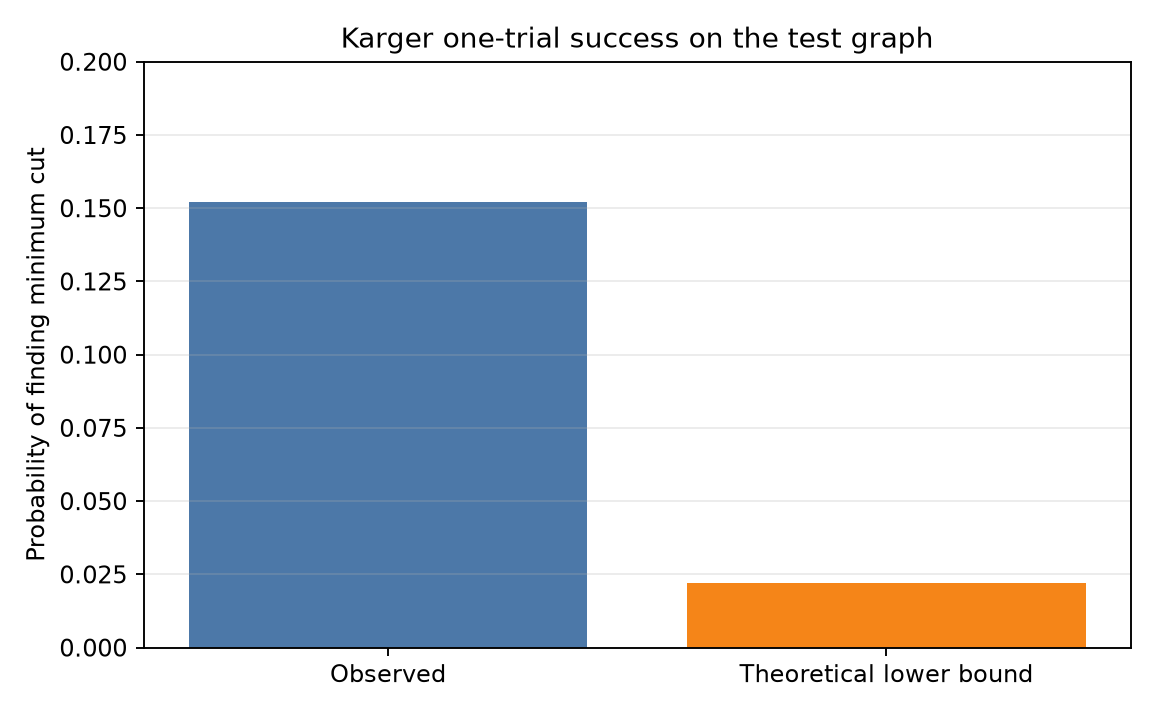 Karger one-trial success on the test graph
Probability of finding minimum cut
0.200
0.175
0.150
0.125
0.100
0.075
0.050
0.025
0.000
Observed
Theoretical lower bound